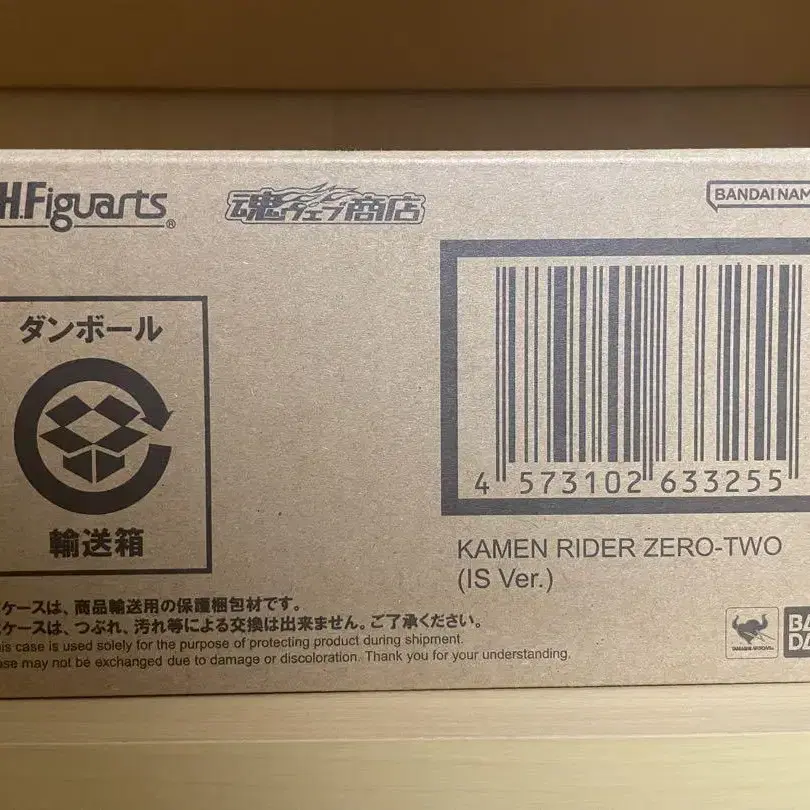 H.Figuarts®
魂ウェブ商店
BANDAI NAM
ダンボール
輸送箱
4 573102 633255
KAMEN RIDER ZERO-TWO
(IS Ver.)
ケースは、商品輸送用の保護梱包材です。
ケースは、つぶれ、汚れ等による交換は出来ません。ご了承ください。
is case is used solely for the purpose of protecting product during shipment.
ase may not be exchanged due to damage or discoloration. Thank you for your understanding.
TAMASHII NATIONS
BA
DA